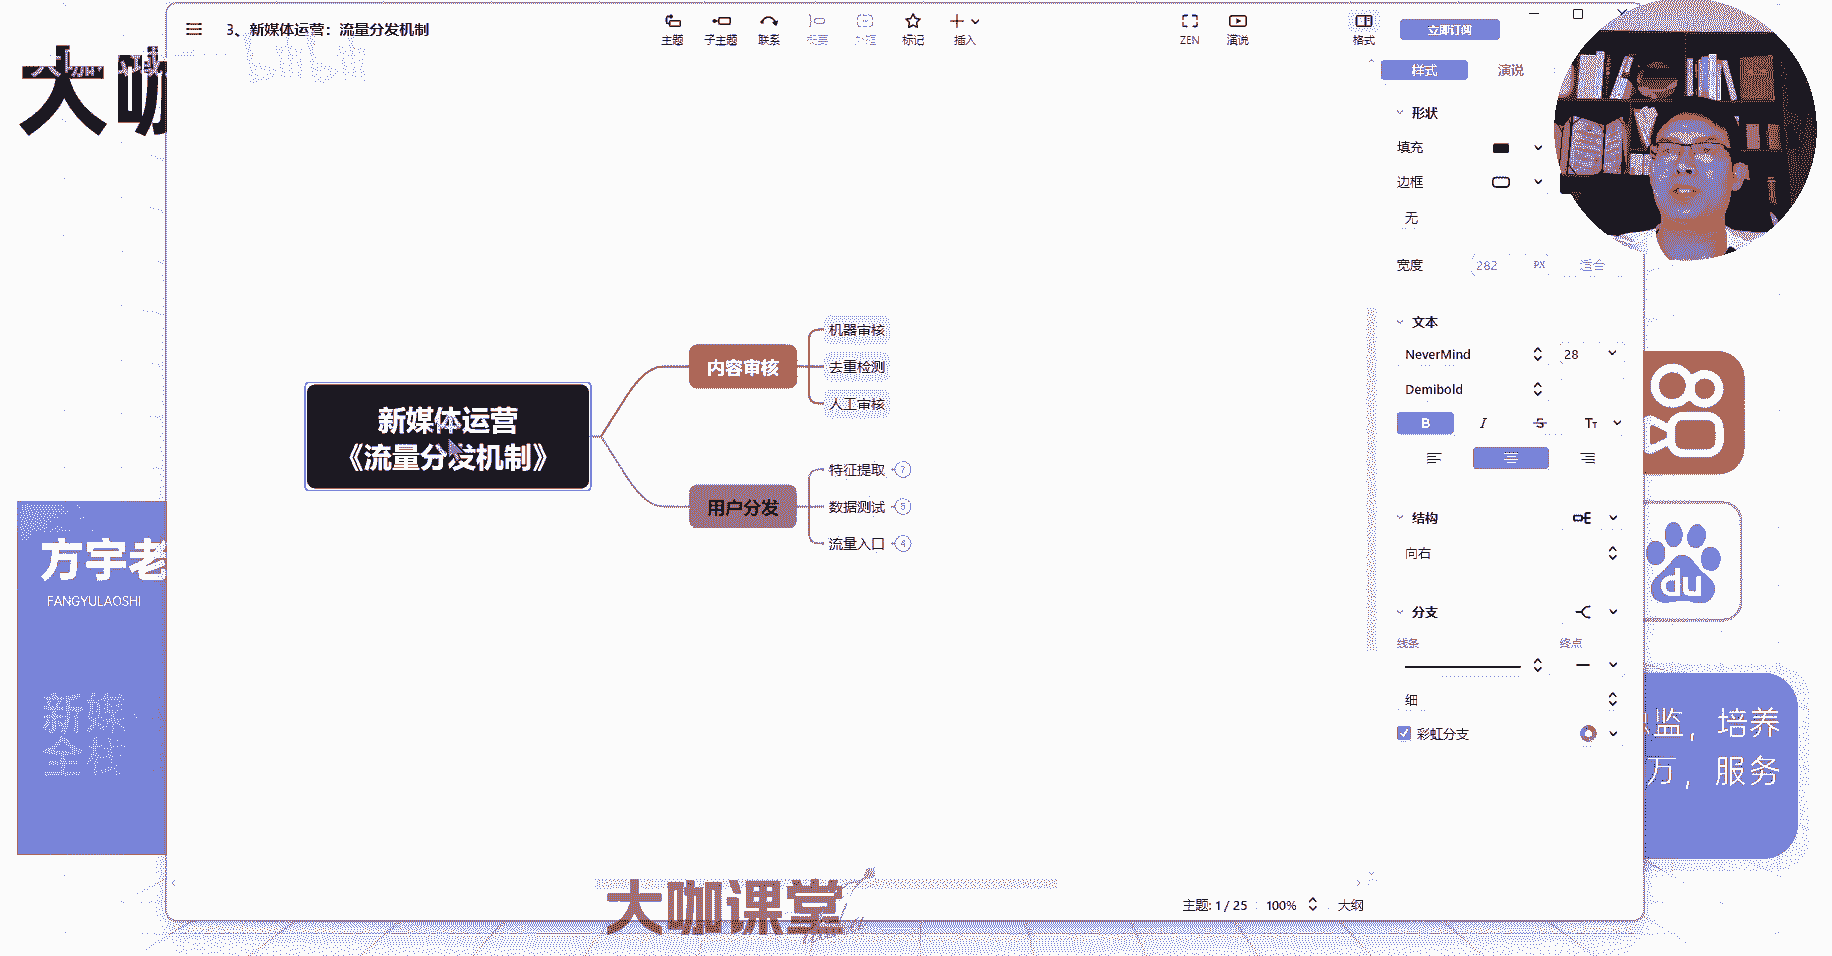 3、新媒体运营：流量分发机制
主题
子主题
联系
概要
外框
标记
插入
ZEN
演说
格式
立即订阅
样式
演说
大咖
形状
填充
边框
无
宽度
282
PX
适合
文本
NeverMind
28
Demibold
B
I
S
TT
结构
向右
分支
线条
终点
细
彩虹分支
新媒体运营
《流量分发机制》
内容审核
机器审核
去重检测
人工审核
用户分发
特征提取
7
数据测试
流量入口
4
方宇老
FANGYULAOSHI
新媒
全栈
du
总监，培养
万，服务
大咖课堂
主题: 1 / 25
100%
大纲